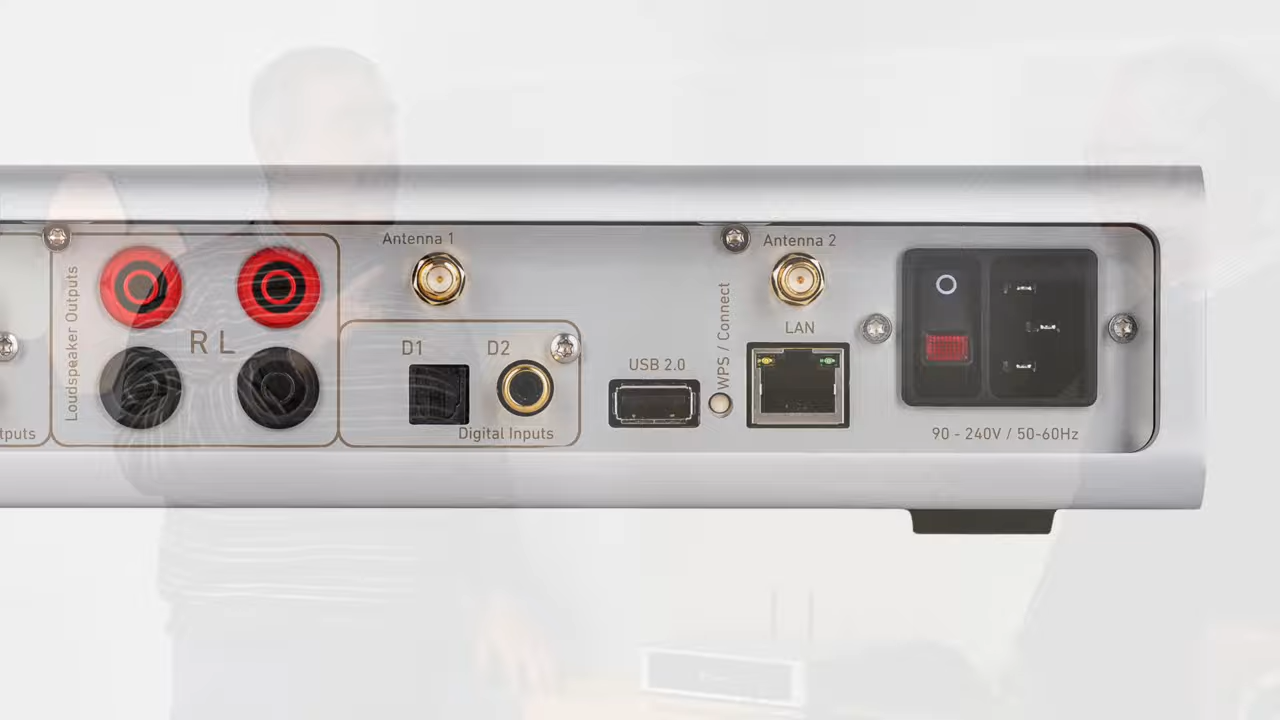 Antenna 1
Antenna 2
Loudspeaker Outputs
R L
LAN
WPS / Connect
D1
D2
USB 2.0
Digital Inputs
90 - 240V / 50-60Hz